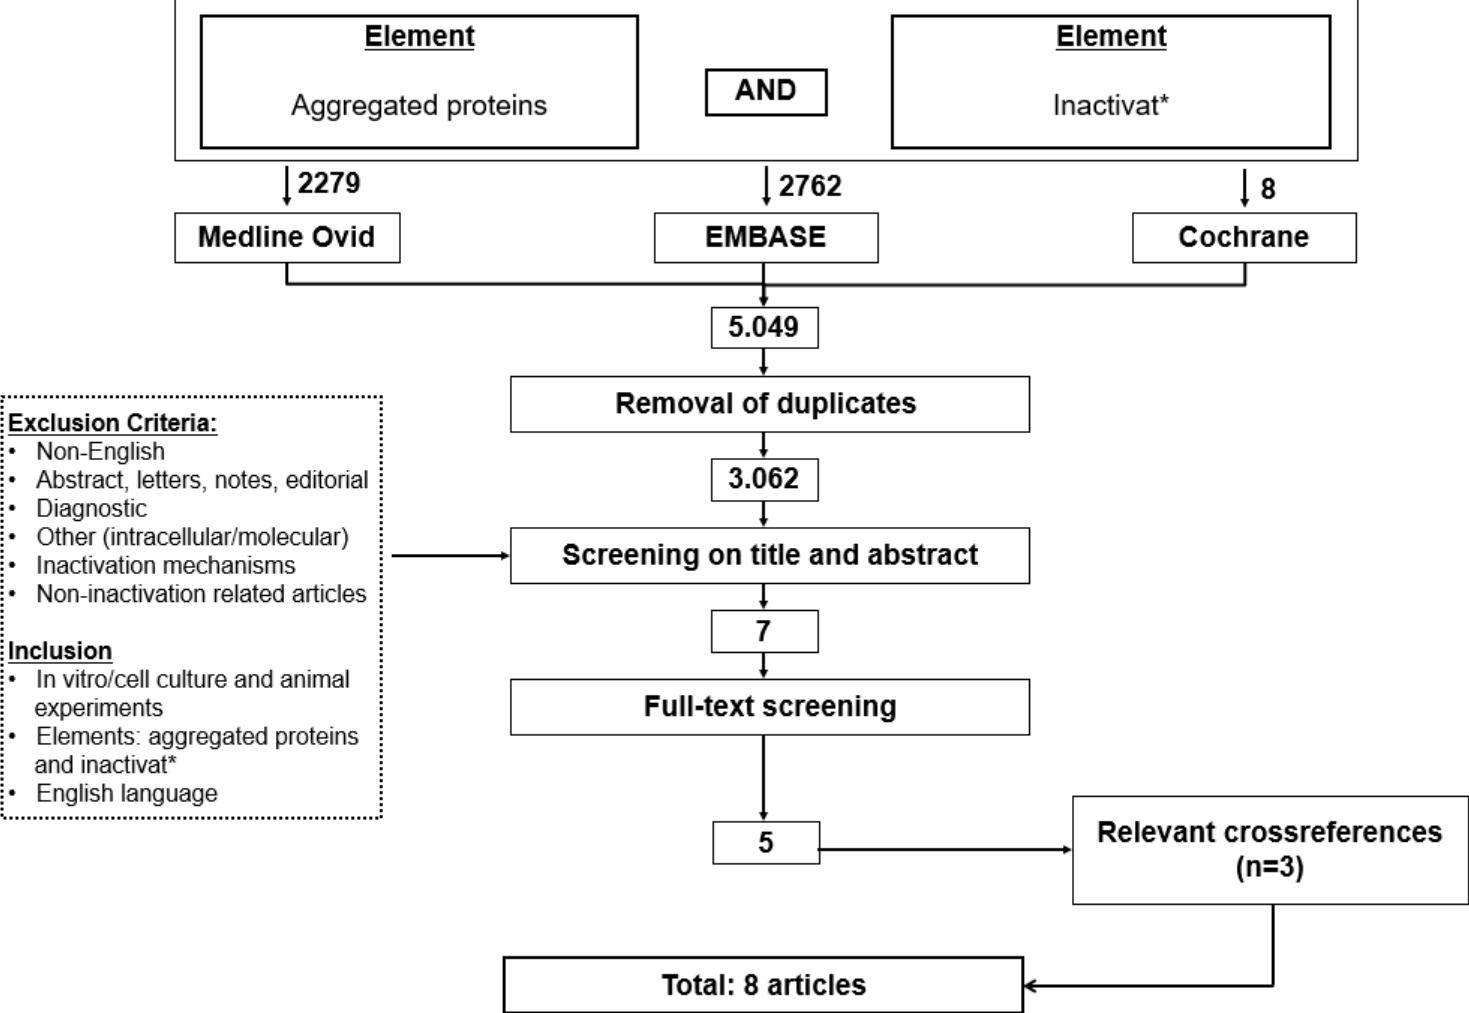 Element
Aggregated proteins
AND
Element
Inactivat*
2279
2762
8
Medline Ovid
EMBASE
Cochrane
5.049
Removal of duplicates
3.062
Exclusion Criteria:
• Non-English
• Abstract, letters, notes, editorial
• Diagnostic
• Other (intracellular/molecular)
• Inactivation mechanisms
• Non-inactivation related articles
Inclusion
• In vitro/cell culture and animal
experiments
• Elements: aggregated proteins
and inactivat*
• English language
Screening on title and abstract
7
Full-text screening
5
Relevant crossreferences
(n=3)
Total: 8 articles